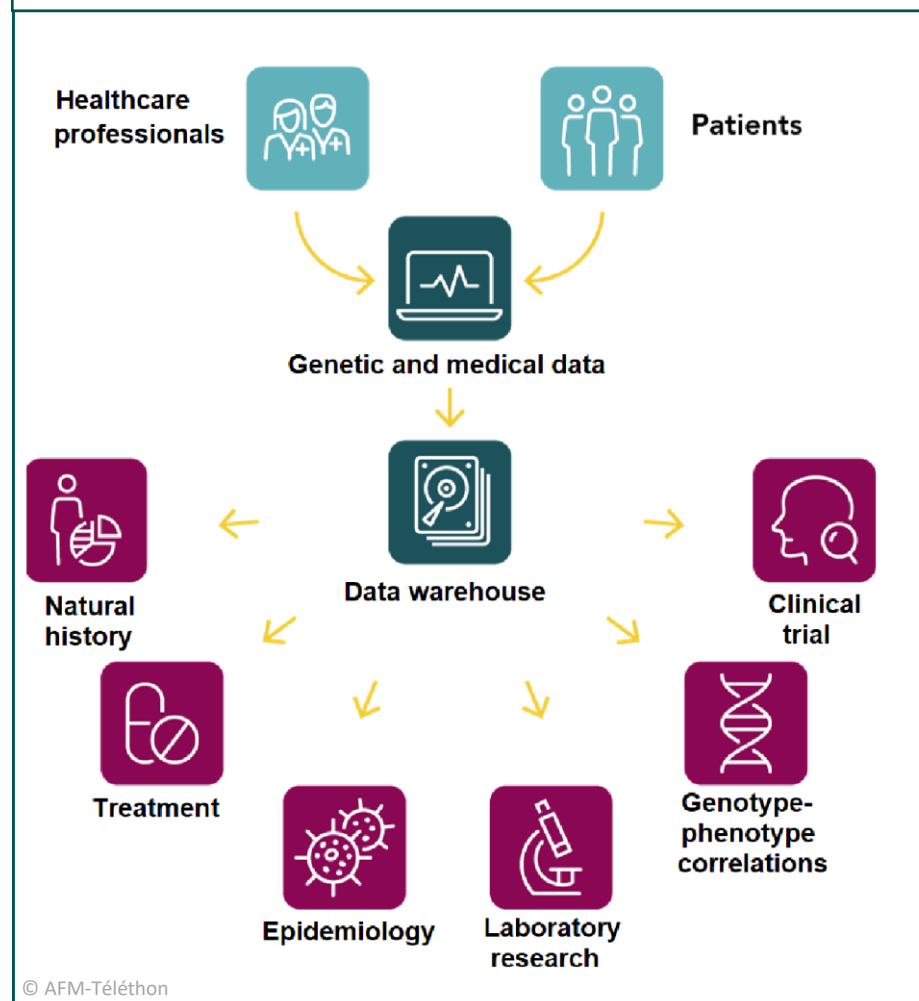 Healthcare
professionals
Patients
Genetic and medical data
Data warehouse
Natural
history
Clinical
trial
Treatment
Genotype-
phenotype
correlations
Epidemiology
Laboratory
research
© AFM-Téléthon